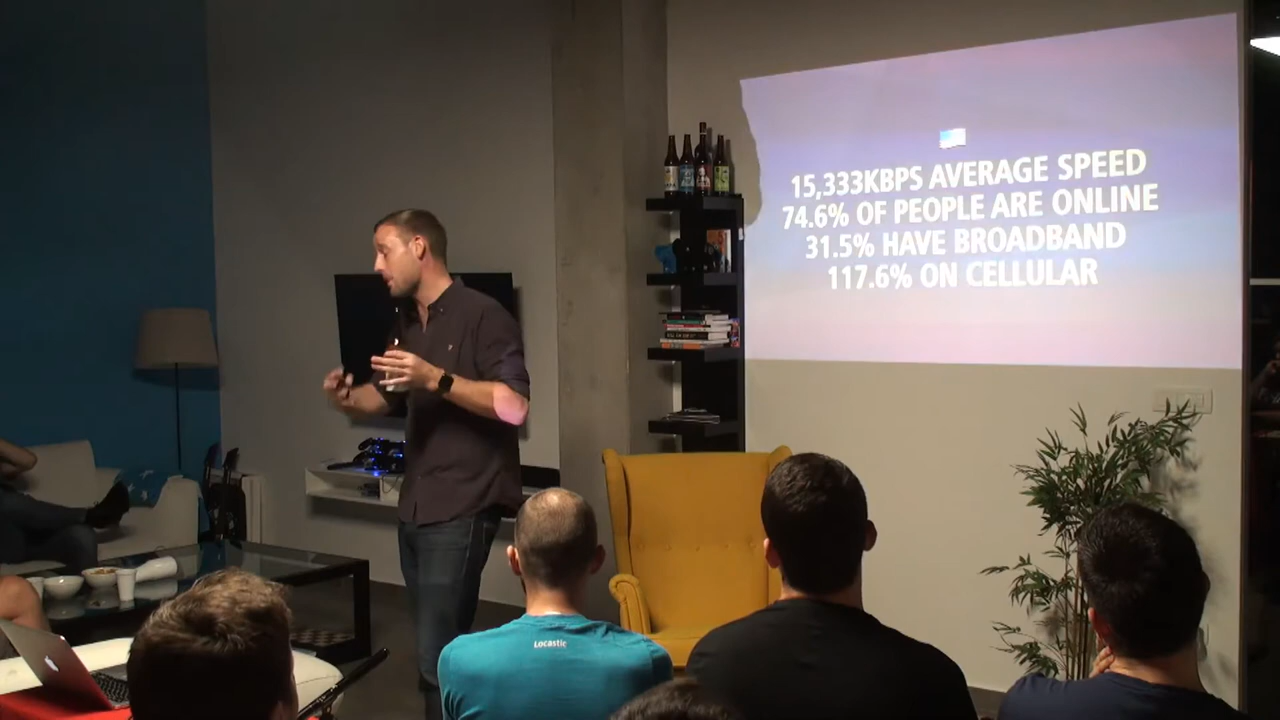 15,333KBPS AVERAGE SPEED
74.6% OF PEOPLE ARE ONLINE
31.5% HAVE BROADBAND
117.6% ON CELLULAR
Locastic